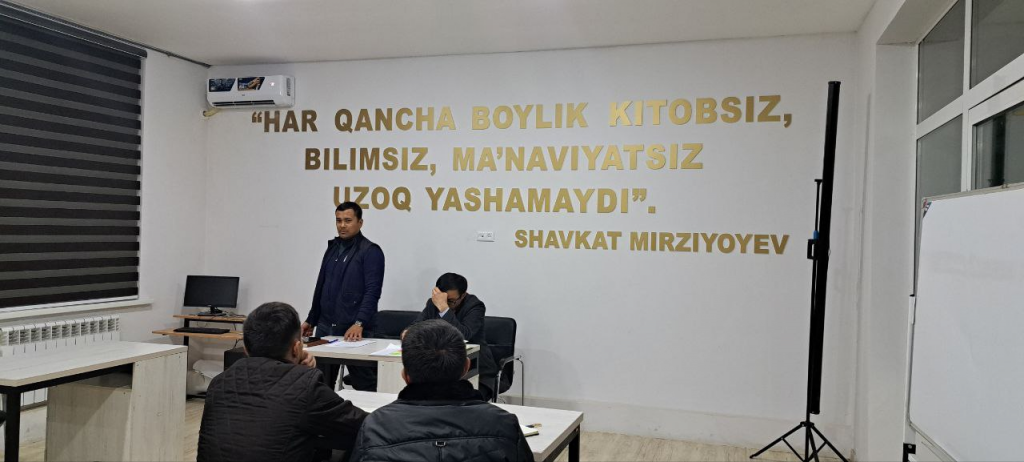 “HAR QANCHA BOYLIK KITOBSIZ,
BILIMSIZ, MA’NAVIYATSIZ
UZOQ YASHAMAYDI”.
SHAVKAT MIRZIYOYEV